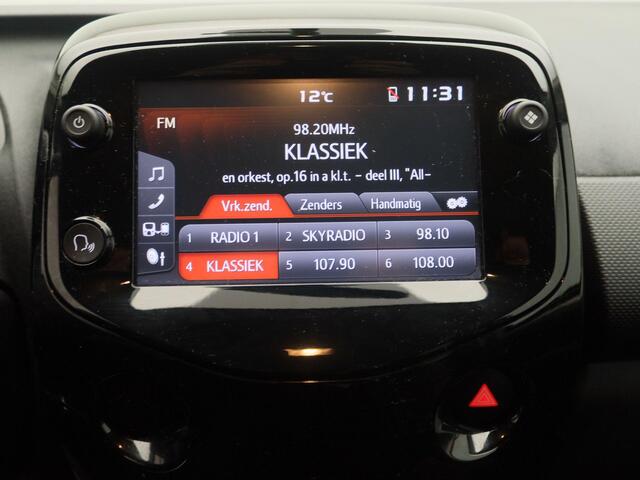 12°C 11:31
FM
98.20MHz
KLASSIEK
en orkest, op.16 in a kl.t. – deel III, "All-
Vrk.zend. Zenders Handmatig
1 RADIO 1 2 SKYRADIO 3 98.10
4 KLASSIEK 5 107.90 6 108.00